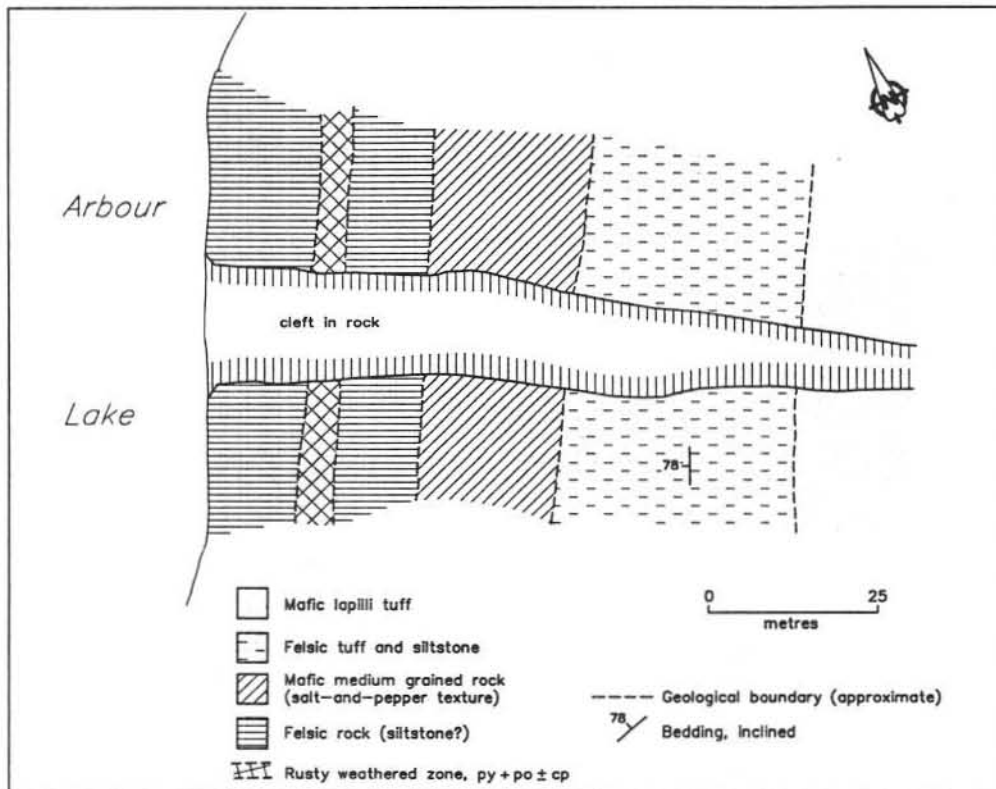 Arbour
cleft in rock
Lake
78
Mafic lapilli tuff
Felsic tuff and siltstone
Mafic medium grained rock
(salt-and-pepper texture)
Felsic rock (siltstone?)
Rusty weathered zone, py + po ± cp
0 25
metres
Geological boundary (approximate)
78
Bedding, inclined